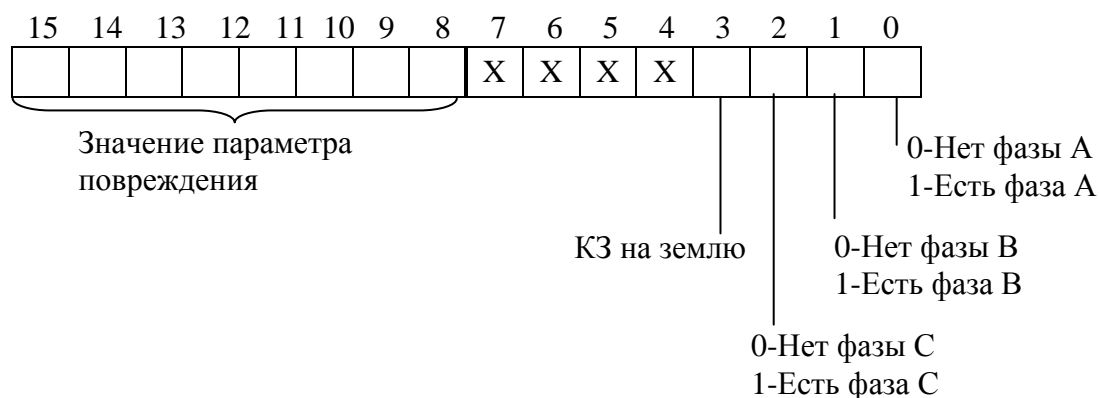 15 14 13 12 11 10 9 8 7 6 5 4 3 2 1 0
X X X X
Значение параметра
повреждения
0-Нет фазы А
1-Есть фаза А
КЗ на землю
0-Нет фазы В
1-Есть фаза В
0-Нет фазы С
1-Есть фаза С